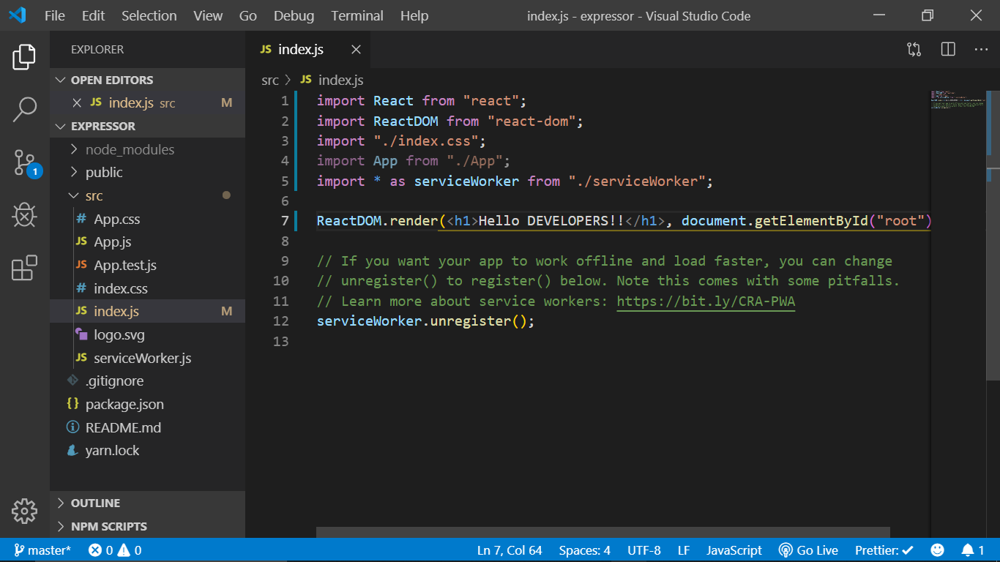 File Edit Selection View Go Debug Terminal Help index.js - expressor - Visual Studio Code
EXPLORER
OPEN EDITORS
JS index.js src M
EXPRESSOR
node_modules
public
src
# App.css
JS App.js
JS App.test.js
# index.css
JS index.js M
logo.svg
JS serviceWorker.js
.gitignore
{} package.json
README.md
yarn.lock
OUTLINE
NPM SCRIPTS
1
JS index.js
src > JS index.js
1 import React from "react";
2 import ReactDOM from "react-dom";
3 import "./index.css";
4 import App from "./App";
5 import * as serviceWorker from "./serviceWorker";
6
7 ReactDOM.render(<h1>Hello DEVELOPERS!!</h1>, document.getElementById("root")
8
9 // If you want your app to work offline and load faster, you can change
10 // unregister() to register() below. Note this comes with some pitfalls.
11 // Learn more about service workers: https://bit.ly/CRA-PWA
12 serviceWorker.unregister();
13
master* 0 0 Ln 7, Col 64 Spaces: 4 UTF-8 LF JavaScript Go Live Prettier: ✓ 1